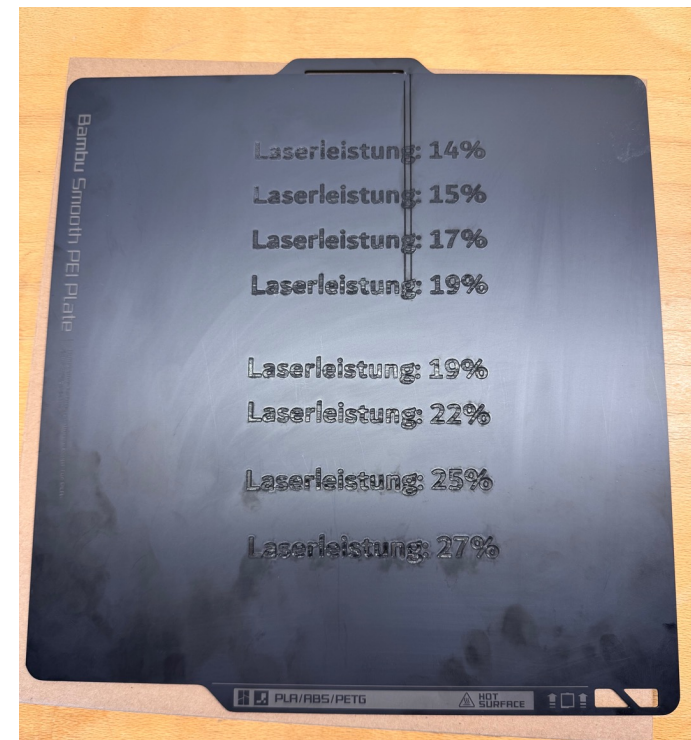 Bambu Smooth PEI Plate
Laserleistung: 14%
Laserleistung: 15%
Laserleistung: 17%
Laserleistung: 19%
Laserleistung: 19%
Laserleistung: 22%
Laserleistung: 25%
Laserleistung: 27%
PLA/ABS/PETG
HOT
SURFACE